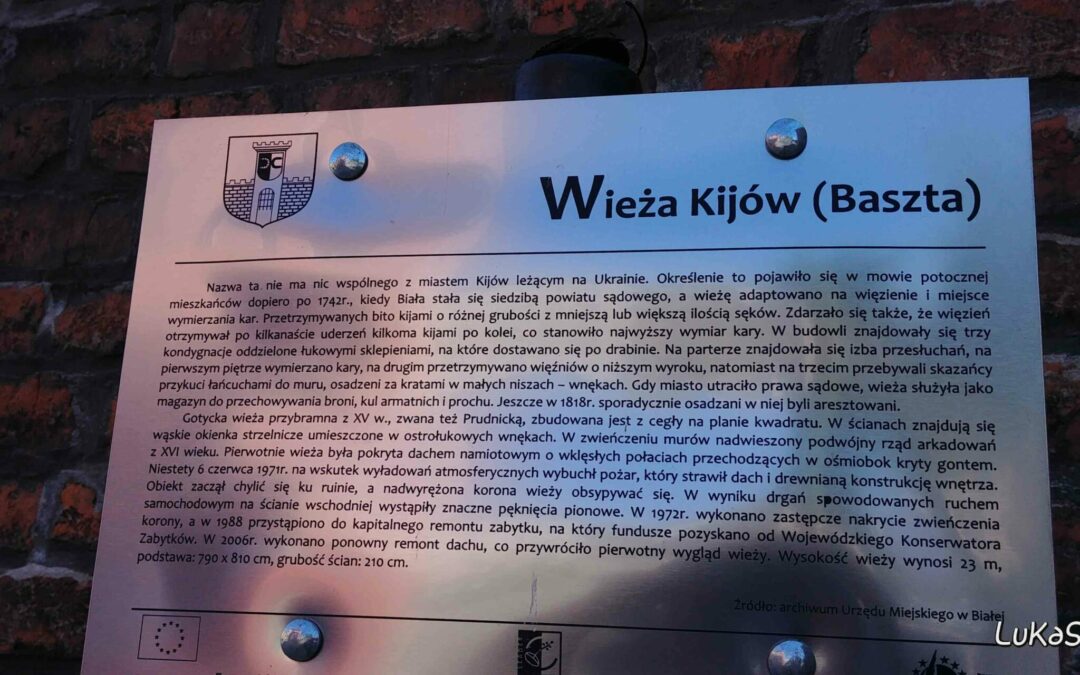 Wieża Kijów (Baszta)
Nazwa ta nie ma nic wspólnego z miastem Kijów leżącym na Ukrainie. Określenie to pojawiło się w mowie potocznej
mieszkańców dopiero po 1742r., kiedy Biała stała się siedzibą powiatu sądowego, a wieżę adaptowano na więzienie i miejsce
wymierzania kar. Przetrzymywanych bito kijami o różnej grubości z mniejszą lub większą ilością sęków. Zdarzało się także, że więzień
otrzymywał po kilkanaście uderzeń kilkoma kijami po kolei, co stanowiło najwyższy wymiar kary. W budowli znajdowały się trzy
kondygnacje oddzielone łukowymi sklepieniami, na które dostawano się po drabinie. Na parterze znajdowała się izba przesłuchań, na
pierwszym piętrze wymierzano kary, na drugim przetrzymywano więźniów o niższym wyroku, natomiast na trzecim przebywali skazańcy
przykuci łańcuchami do muru, osadzeni za kratami w małych niszach – wnękach. Gdy miasto utraciło prawa sądowe, wieża służyła jako
magazyn do przechowywania broni, kul armatnich i prochu. Jeszcze w 1818r. sporadycznie osadzani w niej byli aresztowani.
Gotycka wieża przybramna z XV w., zwana też Prudnicką, zbudowana jest z cegły na planie kwadratu. W ścianach znajdują się
wąskie okienka strzelnicze umieszczone w ostrołukowych wnękach. W zwieńczeniu murów nadwieszony podwójny rząd arkadowań
z XVI wieku. Pierwotnie wieża była pokryta dachem namiotowym o wklęsłych połaciach przechodzących w ośmiobok kryty gontem.
Niestety 6 czerwca 1971r. na wskutek wyładowań atmosferycznych wybuchł pożar, który strawił dach i drewnianą konstrukcję wnętrza.
Obiekt zaczął chylić się ku ruinie, a nadwyrężona korona wieży obsypywać się. W wyniku drgań spowodowanych ruchem
samochodowym na ścianie wschodniej wystąpiły znaczne pęknięcia pionowe. W 1972r. wykonano zastępcze nakrycie zwieńczenia
korony, a w 1988 przystąpiono do kapitalnego remontu zabytku, na który fundusze pozyskano od Wojewódzkiego Konserwatora
Zabytków. W 2006r. wykonano ponowny remont dachu, co przywróciło pierwotny wygląd wieży. Wysokość wieży wynosi 23 m,
podstawa: 790 x 810 cm, grubość ścian: 210 cm.
Źródło: archiwum Urzędu Miejskiego w Białej